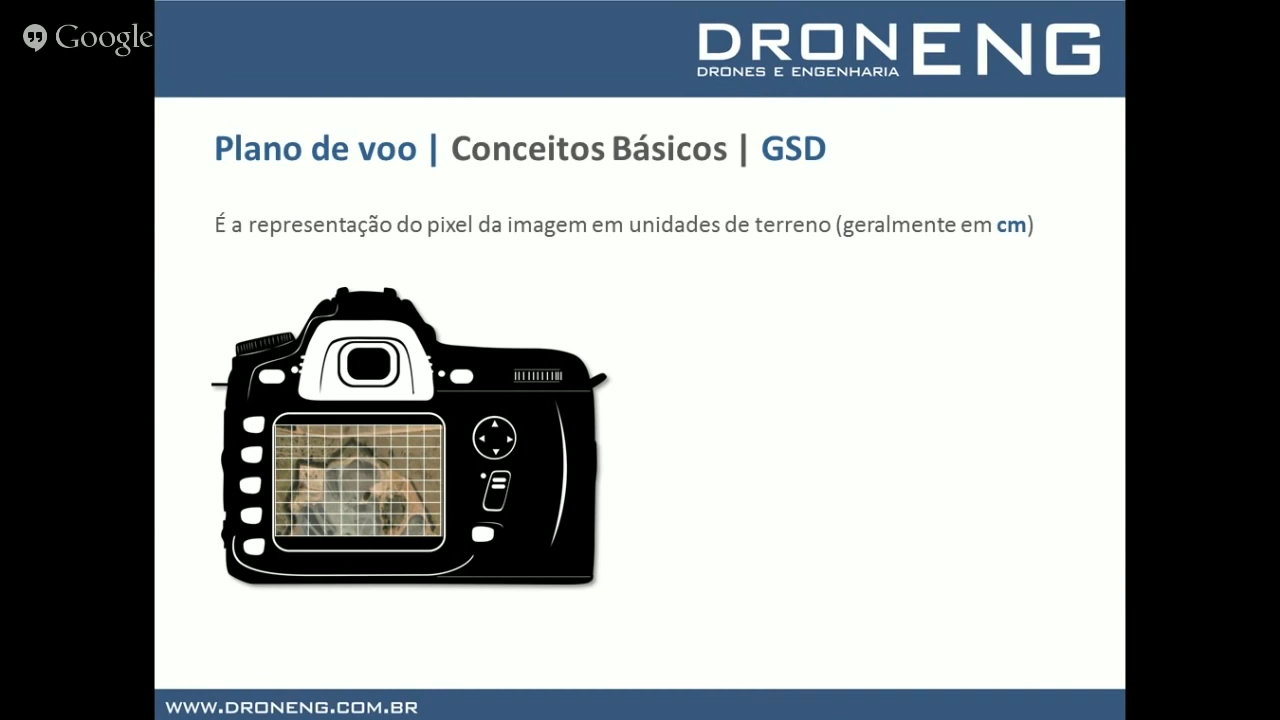 Google
DRONENG
DRONES E ENGENHARIA
Plano de voo | Conceitos Básicos | GSD
É a representação do pixel da imagem em unidades de terreno (geralmente em cm)
WWW.DRONENG.COM.BR